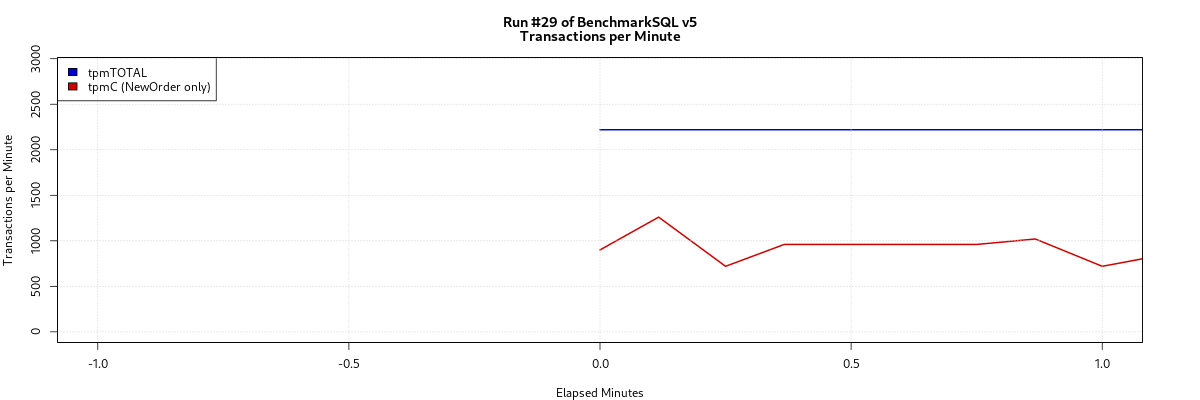 Run #29 of BenchmarkSQL v5
Transactions per Minute
tpmTOTAL
tpmC (NewOrder only)
Transactions per Minute
3000
2500
2000
1500
1000
500
0
-1.0 -0.5 0.0 0.5 1.0
Elapsed Minutes